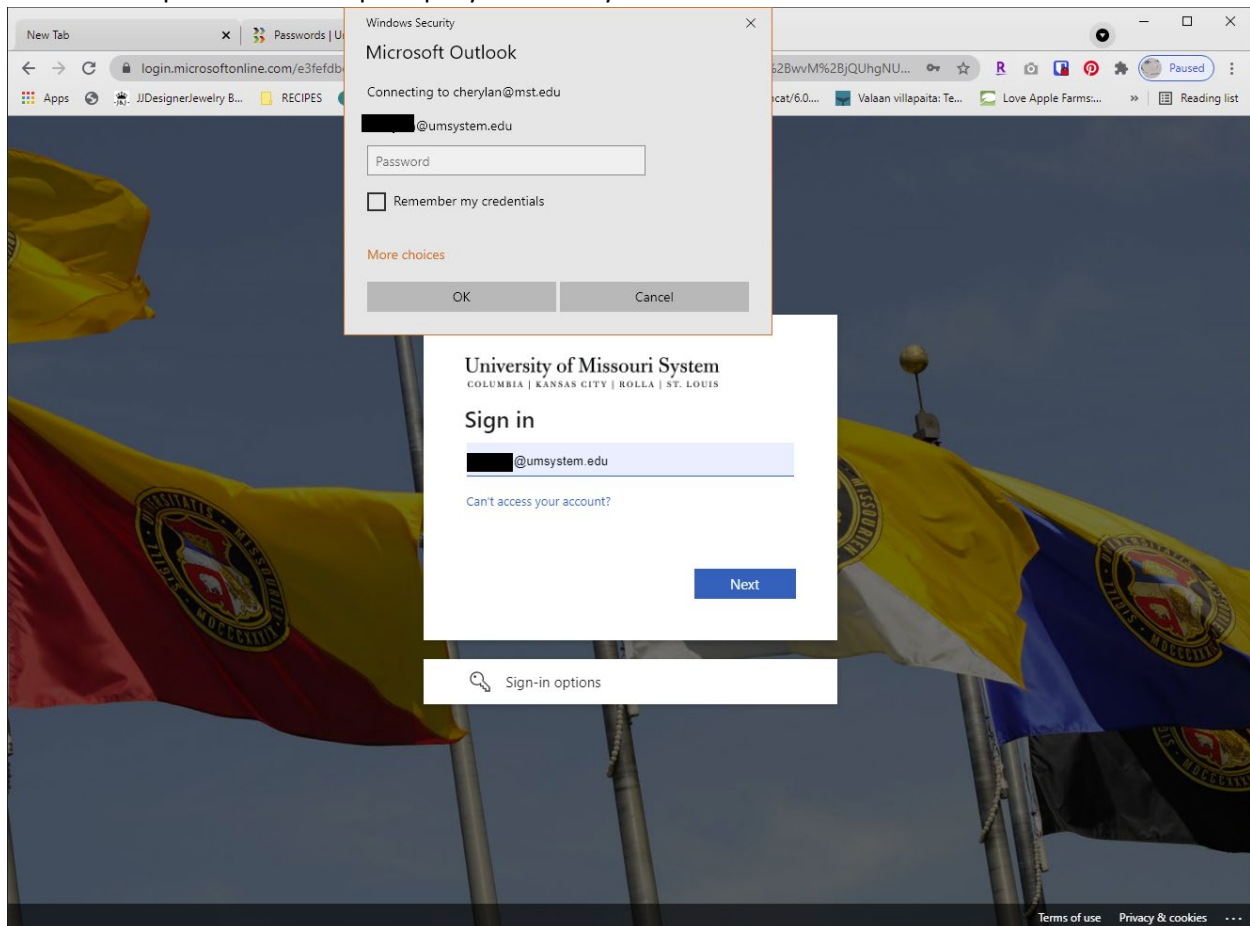 New Tab
Passwords | U
login.microsoftonline.com/e3fefdb
%2BwvM%2BjQUhgNU...
Paused
Apps
JJDesignerJewelry B...
RECIPES
ncat/6.0....
Valaan villapaita: Te...
Love Apple Farms:...
»
Reading list
Windows Security
Microsoft Outlook
Connecting to cherylan@mst.edu
@umsystem.edu
Password
Remember my credentials
More choices
OK
Cancel
University of Missouri System
COLUMBIA | KANSAS CITY | ROLLA | ST. LOUIS
Sign in
@umsystem.edu
Can't access your account?
Next
Sign-in options
Terms of use
Privacy & cookies
...